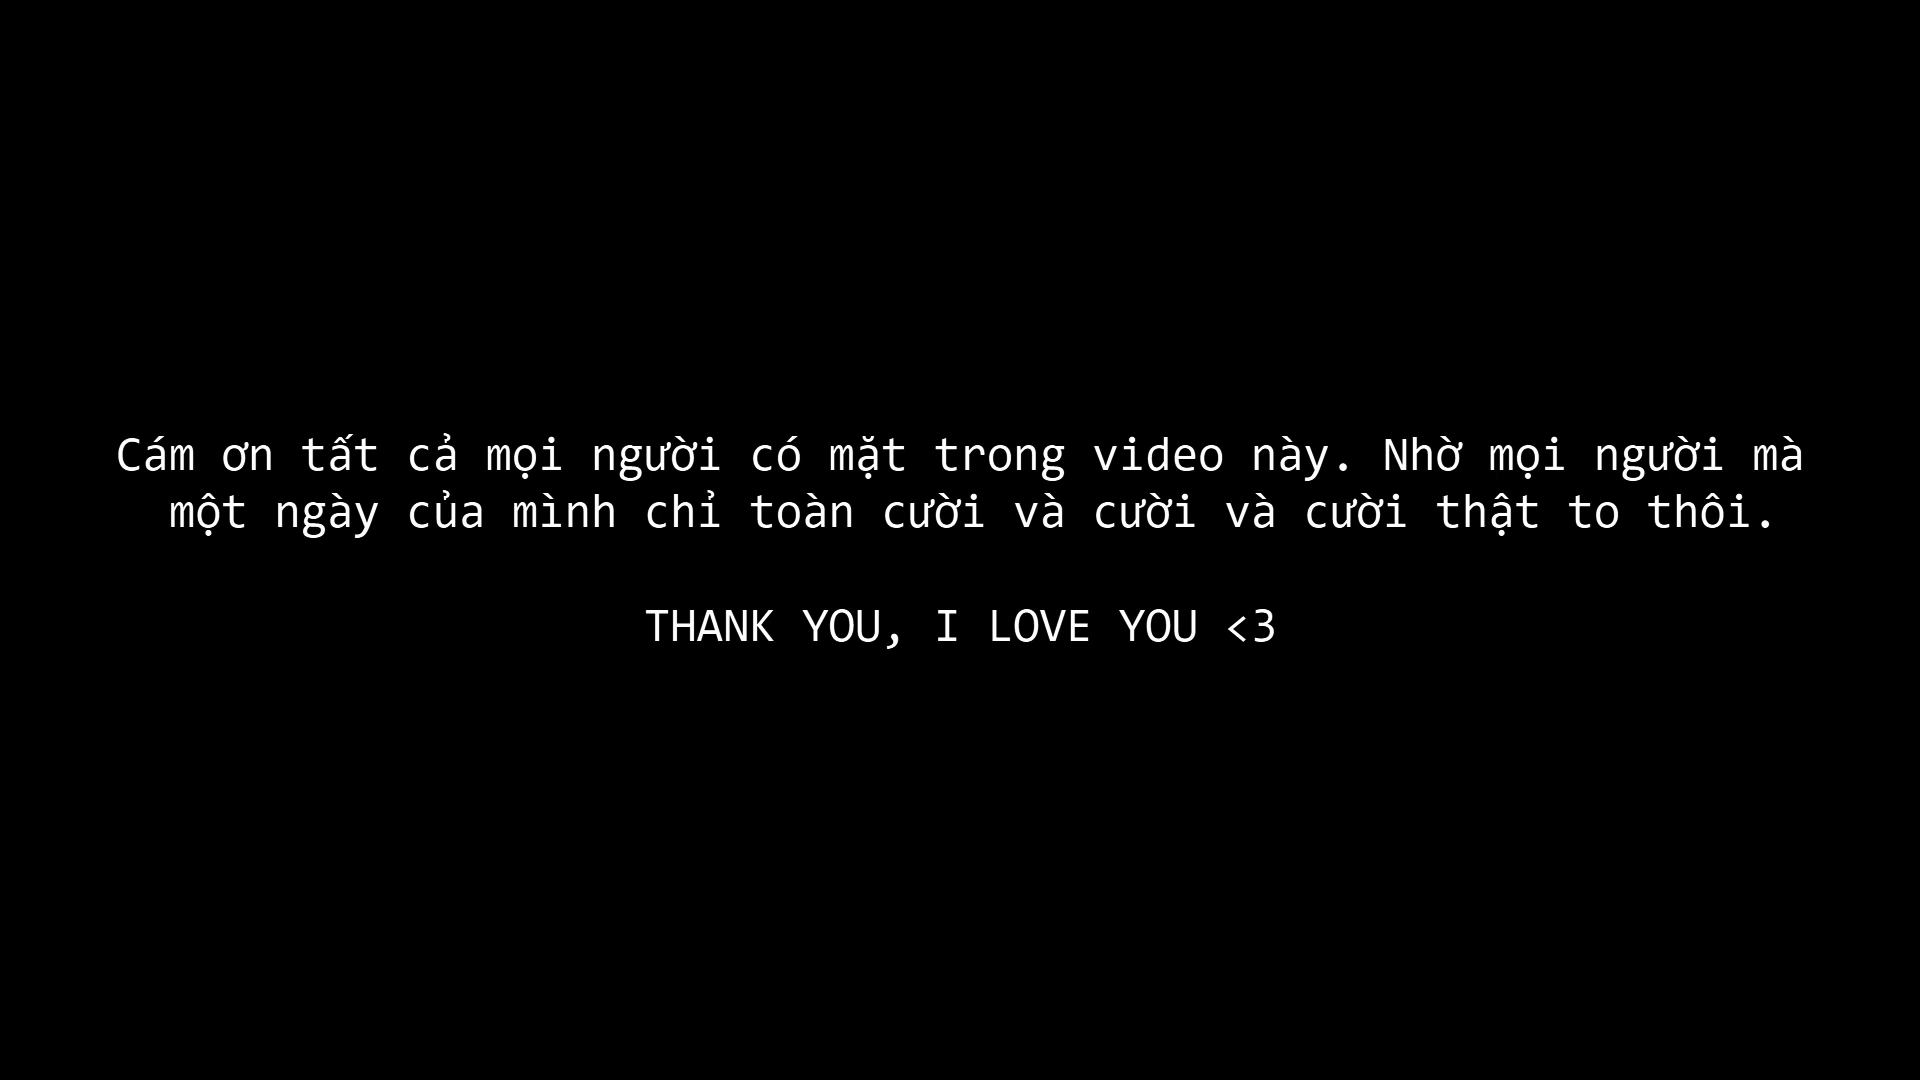 Cám ơn tất cả mọi người có mặt trong video này. Nhờ mọi người mà
một ngày của mình chỉ toàn cười và cười và cười thật to thôi.
THANK YOU, I LOVE YOU <3